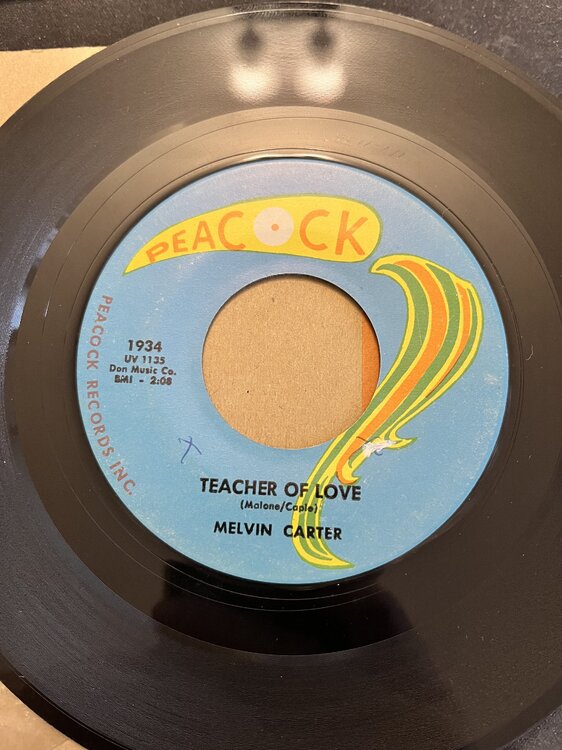 PEACOCK
PEACOCK RECORDS INC.
1934
UV 1135
Don Music Co.
BMI - 2:08
TEACHER OF LOVE
(Malone/Caple)
MELVIN CARTER